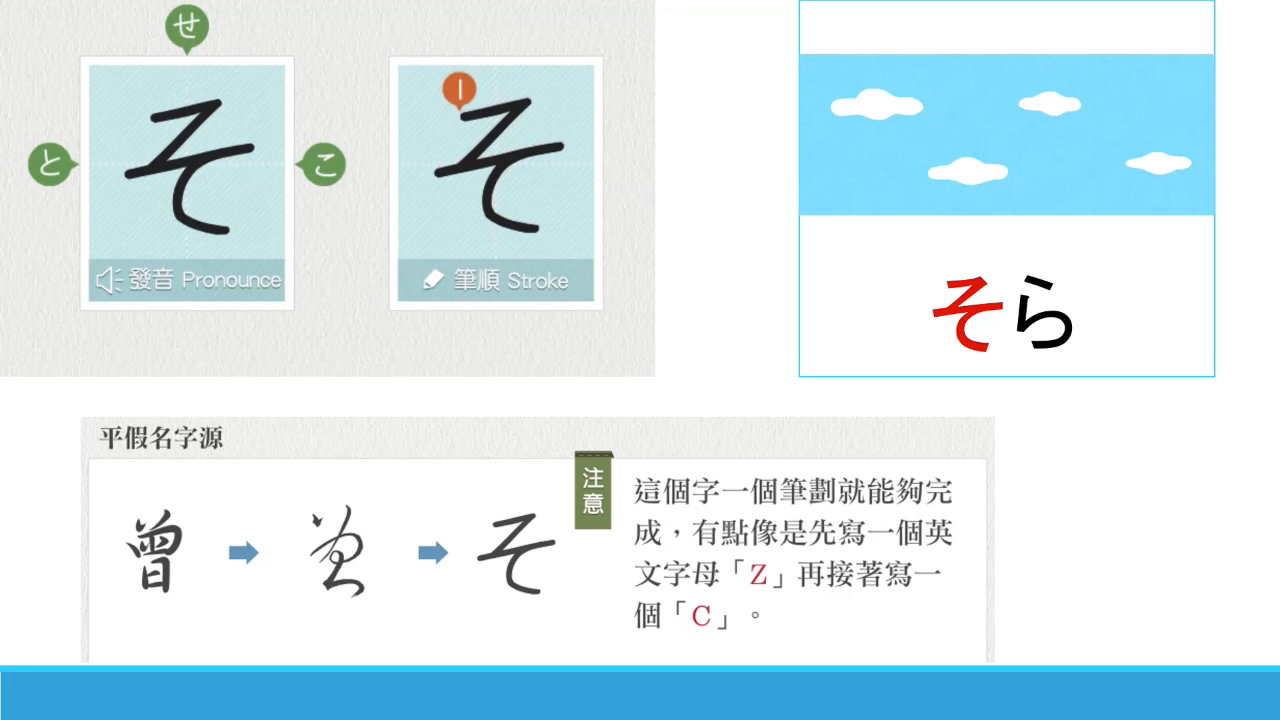 せ
そ
と
こ
發音 Pronounce
1
そ
筆順 Stroke
そら
平假名字源
曾
そ
注意
這個字一個筆劃就能夠完
成，有點像是先寫一個英
文字母「Z」再接著寫一
個「C」。